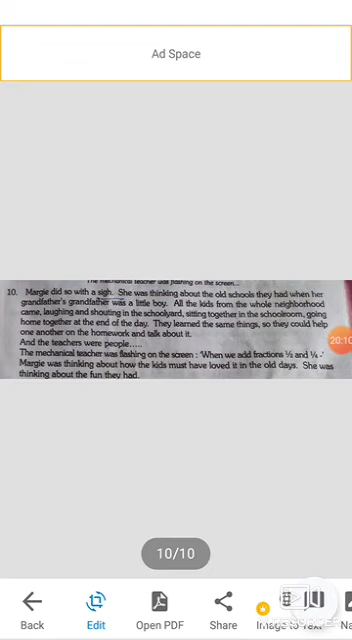 Ad Space
The mechanical teacher was flashing on the screen...
10. Margie did so with a sigh. She was thinking about the old schools they had when her
grandfather's grandfather was a little boy. All the kids from the whole neighborhood
came, laughing and shouting in the schoolyard, sitting together in the schoolroom, going
home together at the end of the day. They learned the same things, so they could help
one another on the homework and talk about it.
And the teachers were people.....
The mechanical teacher was flashing on the screen : 'When we add fractions ½ and ¼ -'
Margie was thinking about how the kids must have loved it in the old days. She was
thinking about the fun they had.
20:10
10/10
Back Edit Open PDF Share Image to Text Na